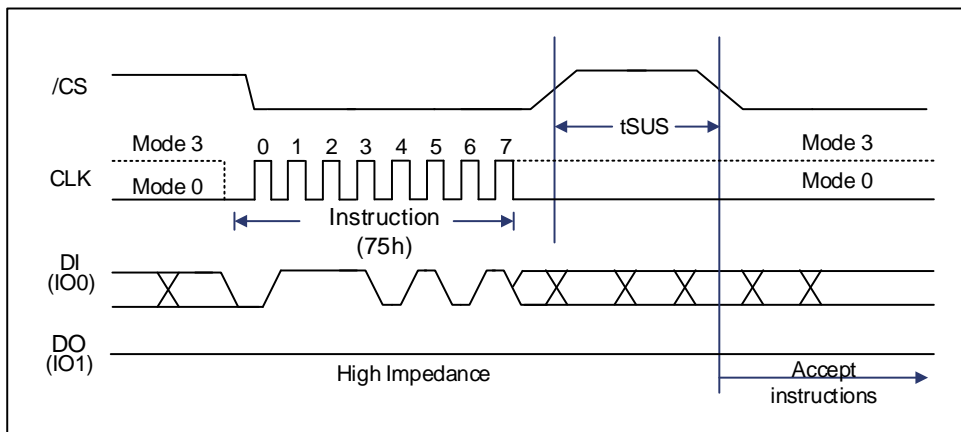 /CS
tSUS
Mode 3
0 1 2 3 4 5 6 7
Mode 3
CLK
Mode 0
Mode 0
Instruction
(75h)
DI
(IO0)
DO
(IO1)
High Impedance
Accept
instructions